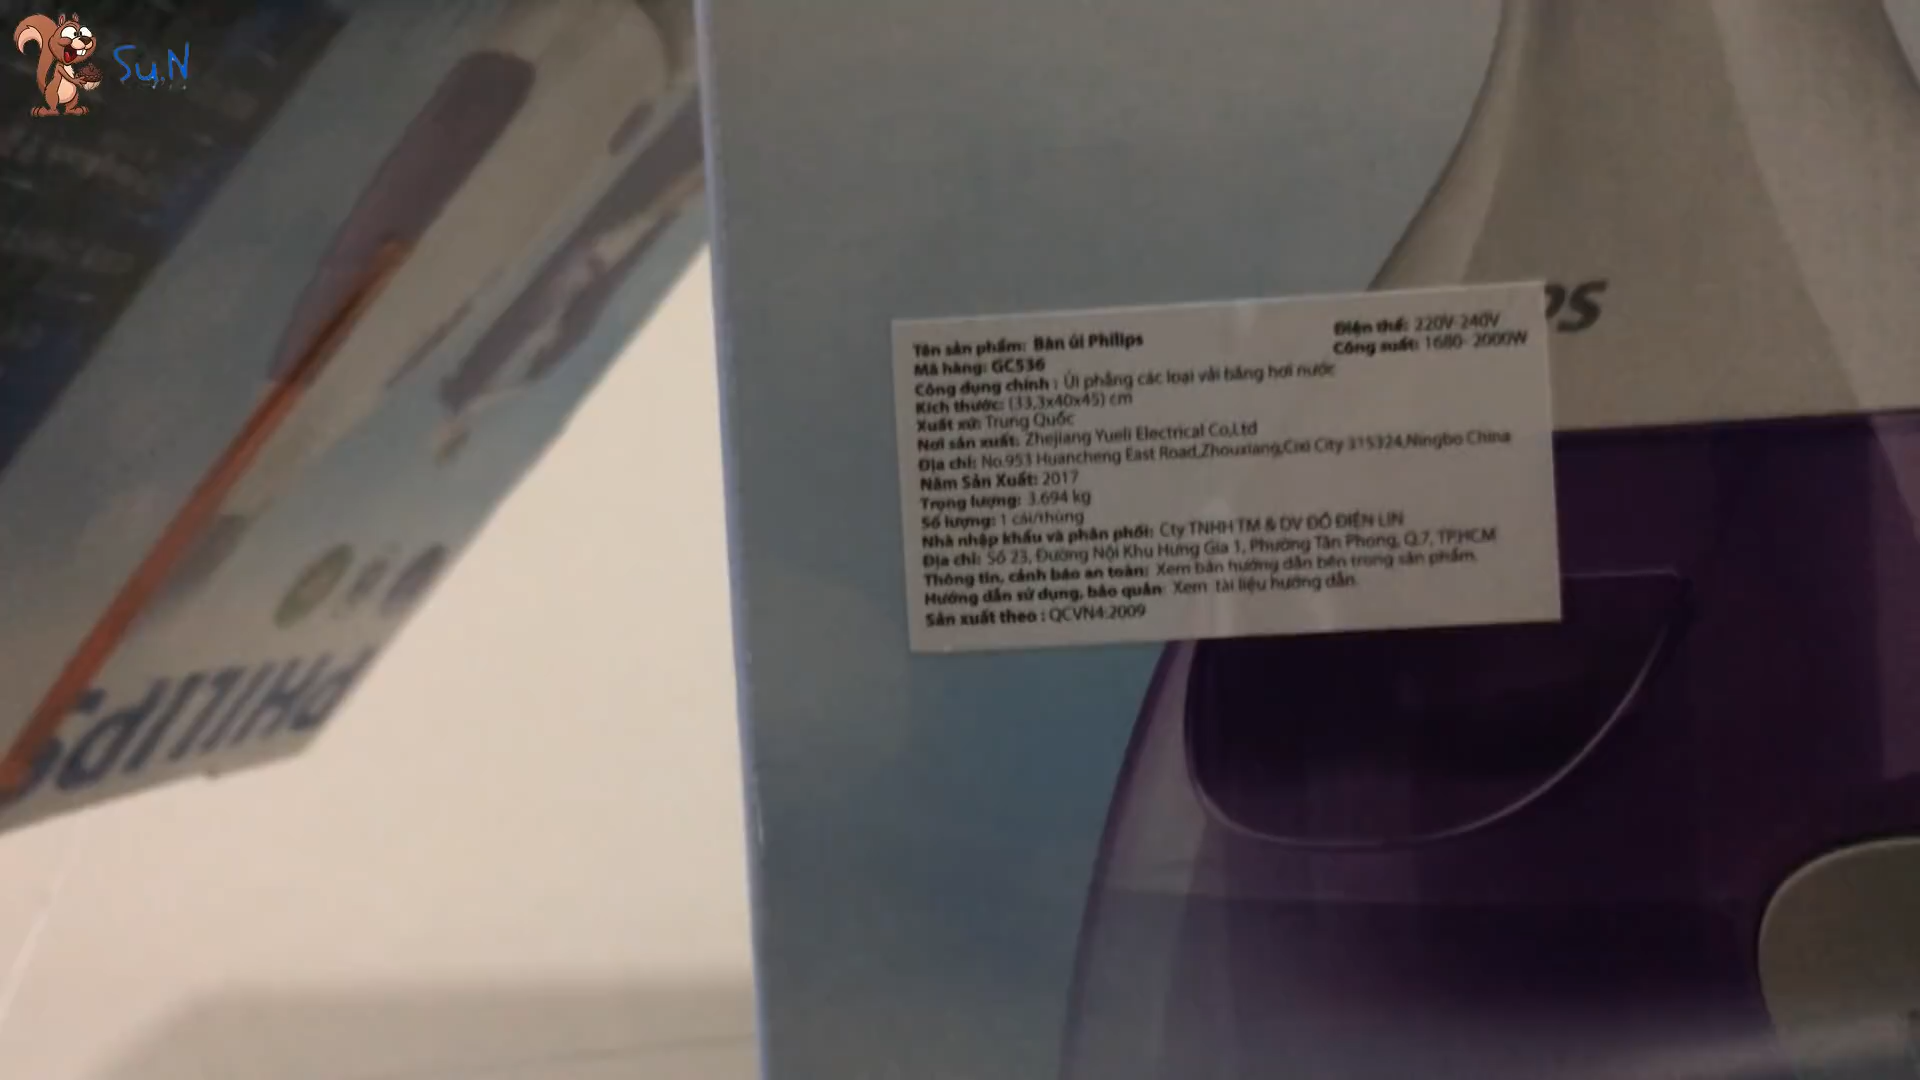 Su,N
PS
Tên sản phẩm: Bàn ủi Philips
Điện thế: 220V-240V
Mã hàng: GC536
Công suất: 1680- 2000W
Công dụng chính : Ủi phẳng các loại vải bằng hơi nước
Kích thước: (33,3x40x45) cm
Xuất xứ: Trung Quốc
Nơi sản xuất: Zhejiang Yueli Electrical Co,Ltd
Địa chỉ: No.953 Huancheng East Road,Zhouxiang,Cixi City 315324,Ningbo China
Năm Sản Xuất: 2017
Trọng lượng: 3.694 kg
Số lượng: 1 cái/thùng
Nhà nhập khẩu và phân phối: Cty TNHH TM & DV ĐỒ ĐIỆN LIN
Địa chỉ: Số 23, Đường Nội Khu Hưng Gia 1, Phường Tân Phong, Q.7, TP.HCM
Thông tin, cảnh báo an toàn: Xem bản hướng dẫn bên trong sản phẩm.
Hướng dẫn sử dụng, bảo quản: Xem tài liệu hướng dẫn.
Sản xuất theo : QCVN4:2009
PHILIPS